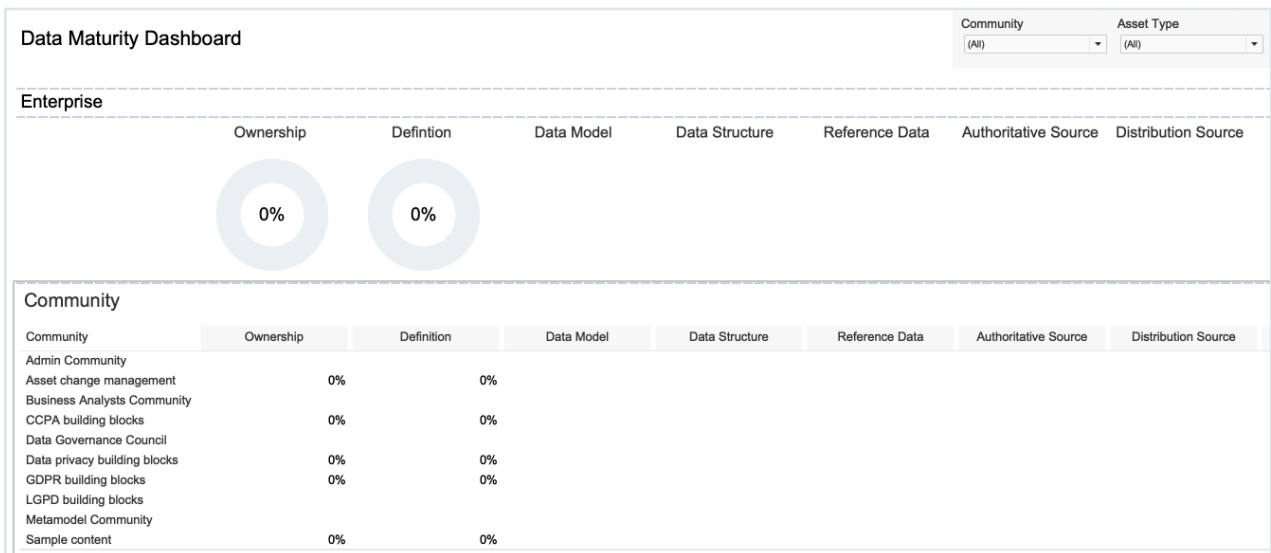 Data Maturity Dashboard
Community Asset Type
(All) (All)
Enterprise
Ownership Defintion Data Model Data Structure Reference Data Authoritative Source Distribution Source
0% 0%
Community
Community Ownership Definition Data Model Data Structure Reference Data Authoritative Source Distribution Source
Admin Community
Asset change management 0% 0%
Business Analysts Community
CCPA building blocks 0% 0%
Data Governance Council
Data privacy building blocks 0% 0%
GDPR building blocks 0% 0%
LGPD building blocks
Metamodel Community
Sample content 0% 0%